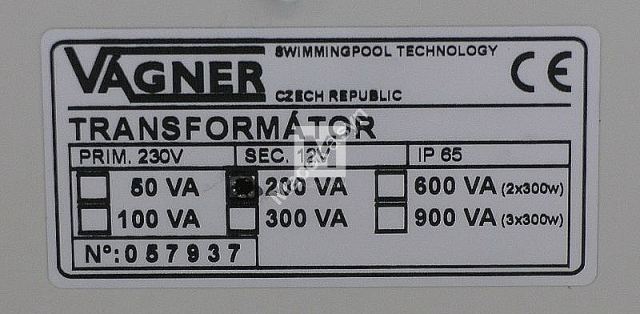 VÁGNER
SWIMMINGPOOL TECHNOLOGY
CZECH REPUBLIC
CE
TRANSFORMÁTOR
PRIM. 230V SEC. 12V IP 65
50 VA 200 VA 600 VA (2x300w)
100 VA 300 VA 900 VA (3x300w)
Nº: 057937